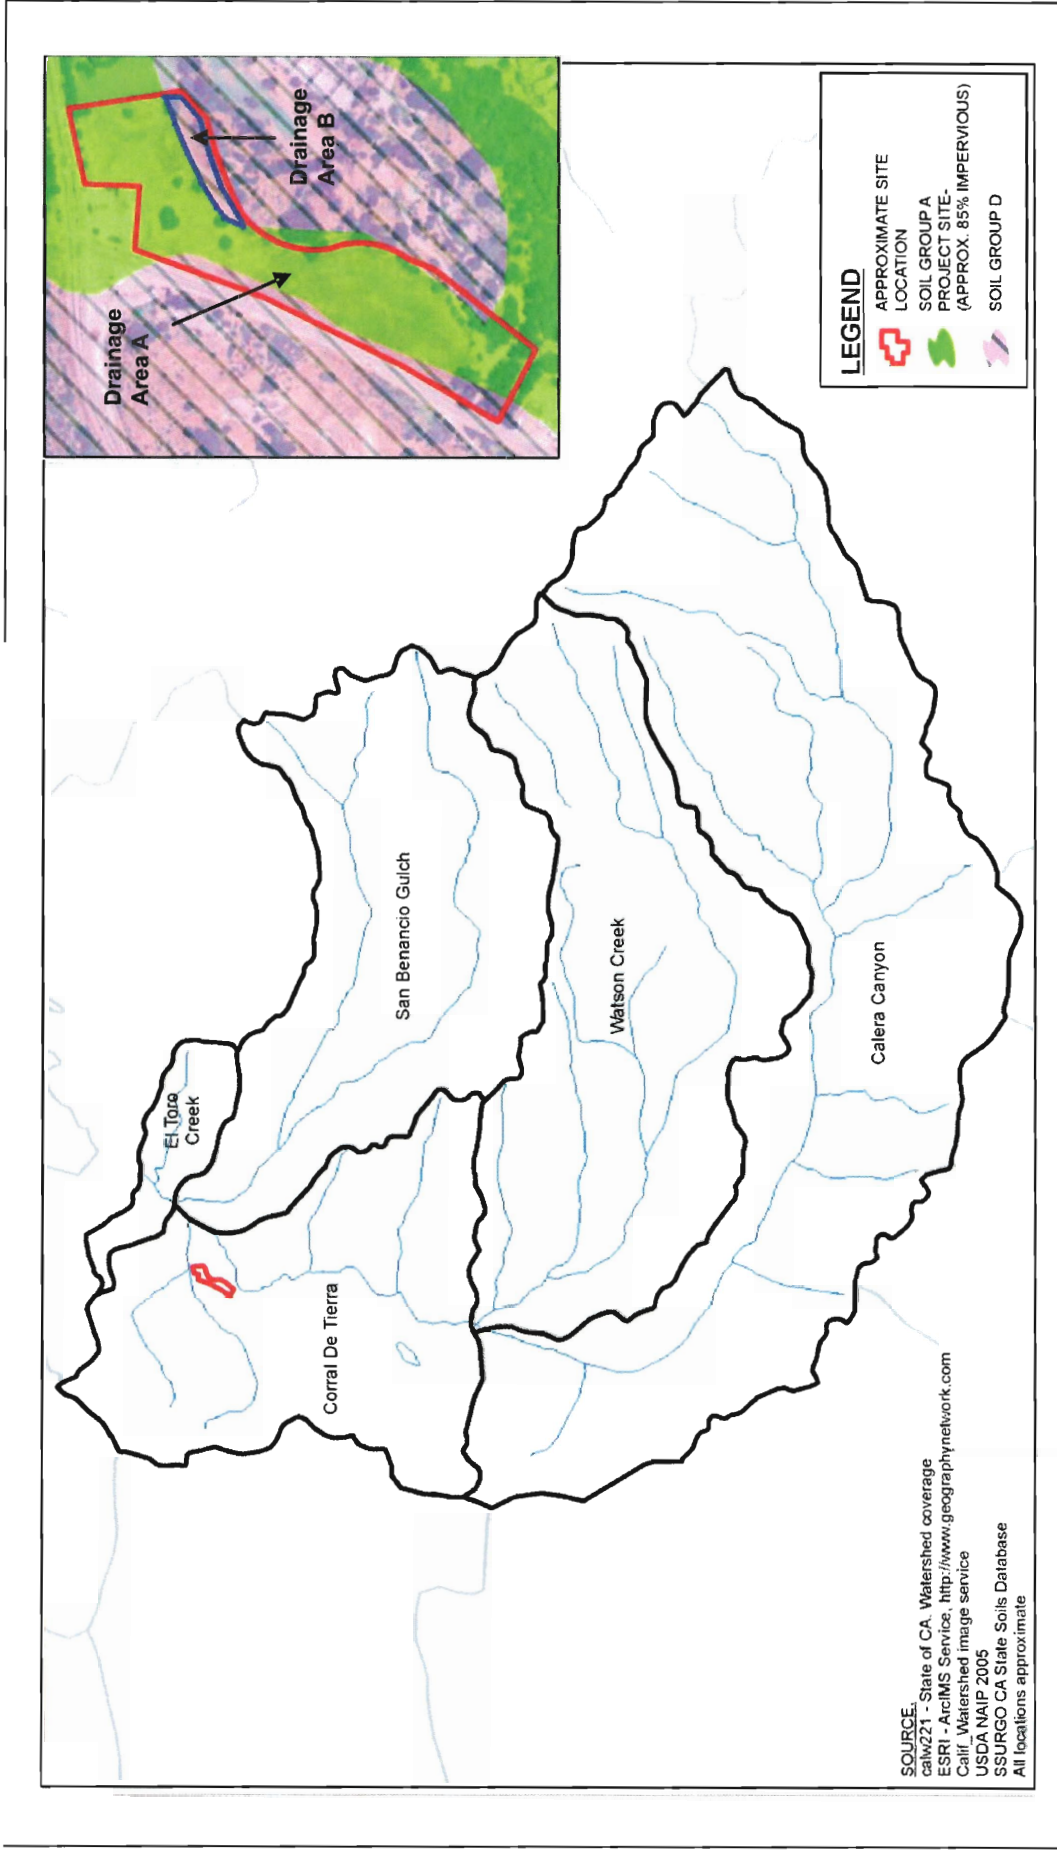 Drainage
Area A
Drainage
Area B
El Toro
Creek
San Benancio Gulch
Corral De Tierra
Watson Creek
Calera Canyon
LEGEND
APPROXIMATE SITE
LOCATION
SOIL GROUP A
PROJECT SITE-
(APPROX. 85% IMPERVIOUS)
SOIL GROUP D
SOURCE:
calw221 - State of CA. Watershed coverage
ESRI - ArcIMS Service, http://www.geographynetwork.com
Calif_Watershed image service
USDA NAIP 2005
SSURGO CA State Soils Database
All locations approximate